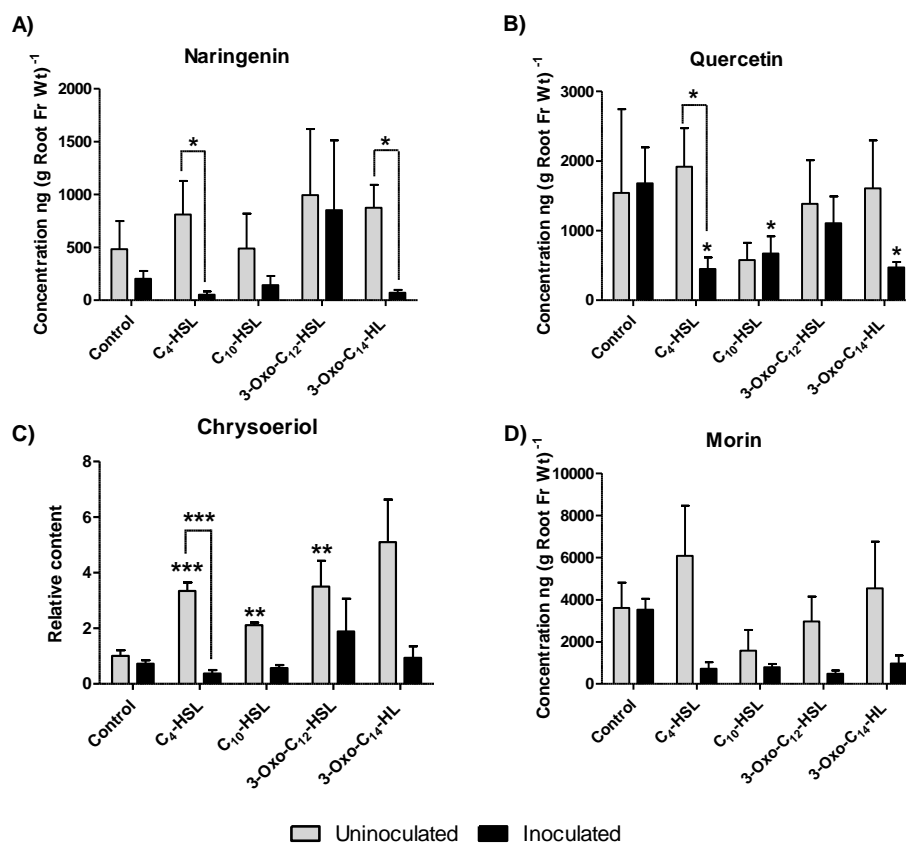 A)
Naringenin
Concentration ng (g Root Fr Wt)⁻¹
2000
1500
1000
500
0
*
*
Control
C₄-HSL
C₁₀-HSL
3-Oxo-C₁₂-HSL
3-Oxo-C₁₄-HL
B)
Quercetin
Concentration ng (g Root Fr Wt)⁻¹
3000
2000
1000
0
*
*
*
*
Control
C₄-HSL
C₁₀-HSL
3-Oxo-C₁₂-HSL
3-Oxo-C₁₄-HL
C)
Chrysoeriol
Relative content
8
6
4
2
0
***
***
**
**
Control
C₄-HSL
C₁₀-HSL
3-Oxo-C₁₂-HSL
3-Oxo-C₁₄-HL
D)
Morin
Concentration ng (g Root Fr Wt)⁻¹
10000
8000
6000
4000
2000
0
Control
C₄-HSL
C₁₀-HSL
3-Oxo-C₁₂-HSL
3-Oxo-C₁₄-HL
Uninoculated Inoculated